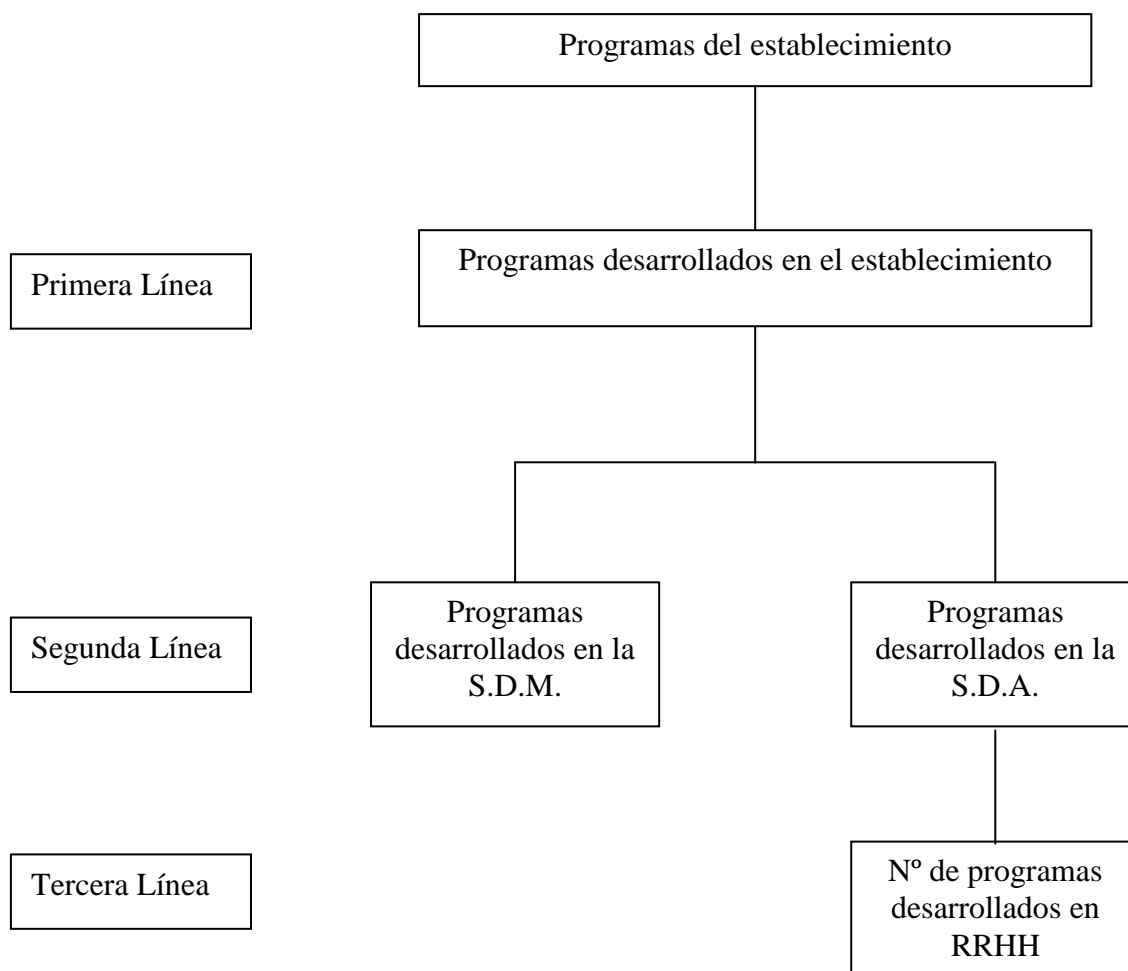 Programas del establecimiento
Primera Línea
Programas desarrollados en el establecimiento
Segunda Línea
Programas
desarrollados en la
S.D.M.
Programas
desarrollados en la
S.D.A.
Tercera Línea
Nº de programas
desarrollados en
RRHH